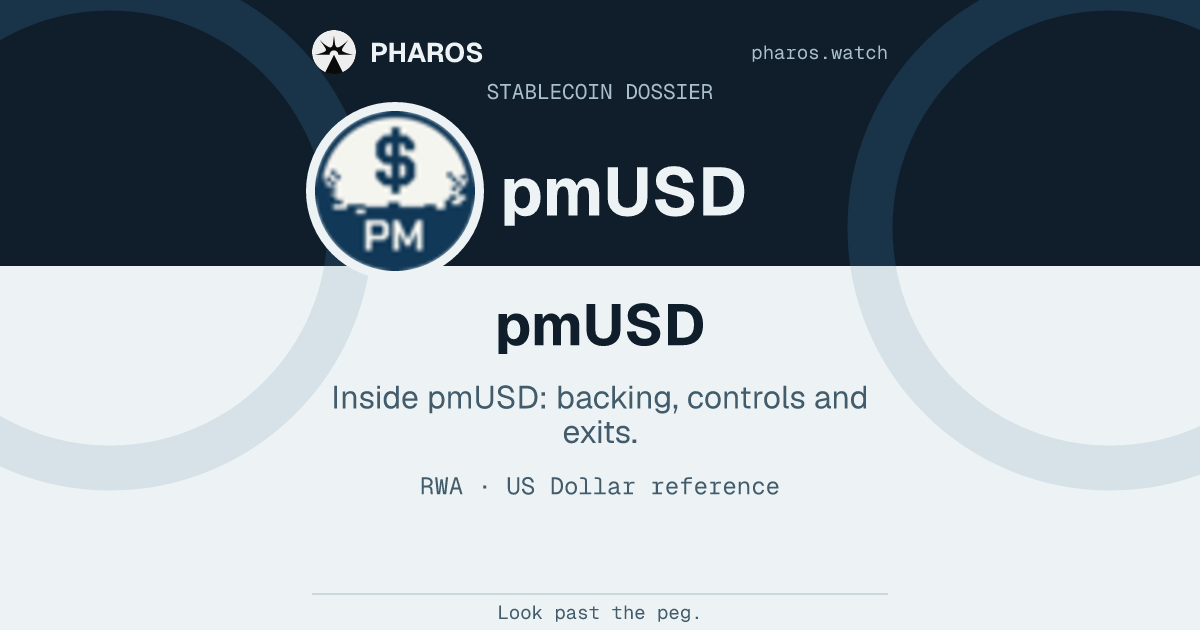 PHAROS
pharos.watch
STABLECOIN DOSSIER
$
PM
pmUSD
pmUSD
Inside pmUSD: backing, controls and
exits.
RWA · US Dollar reference
Look past the peg.